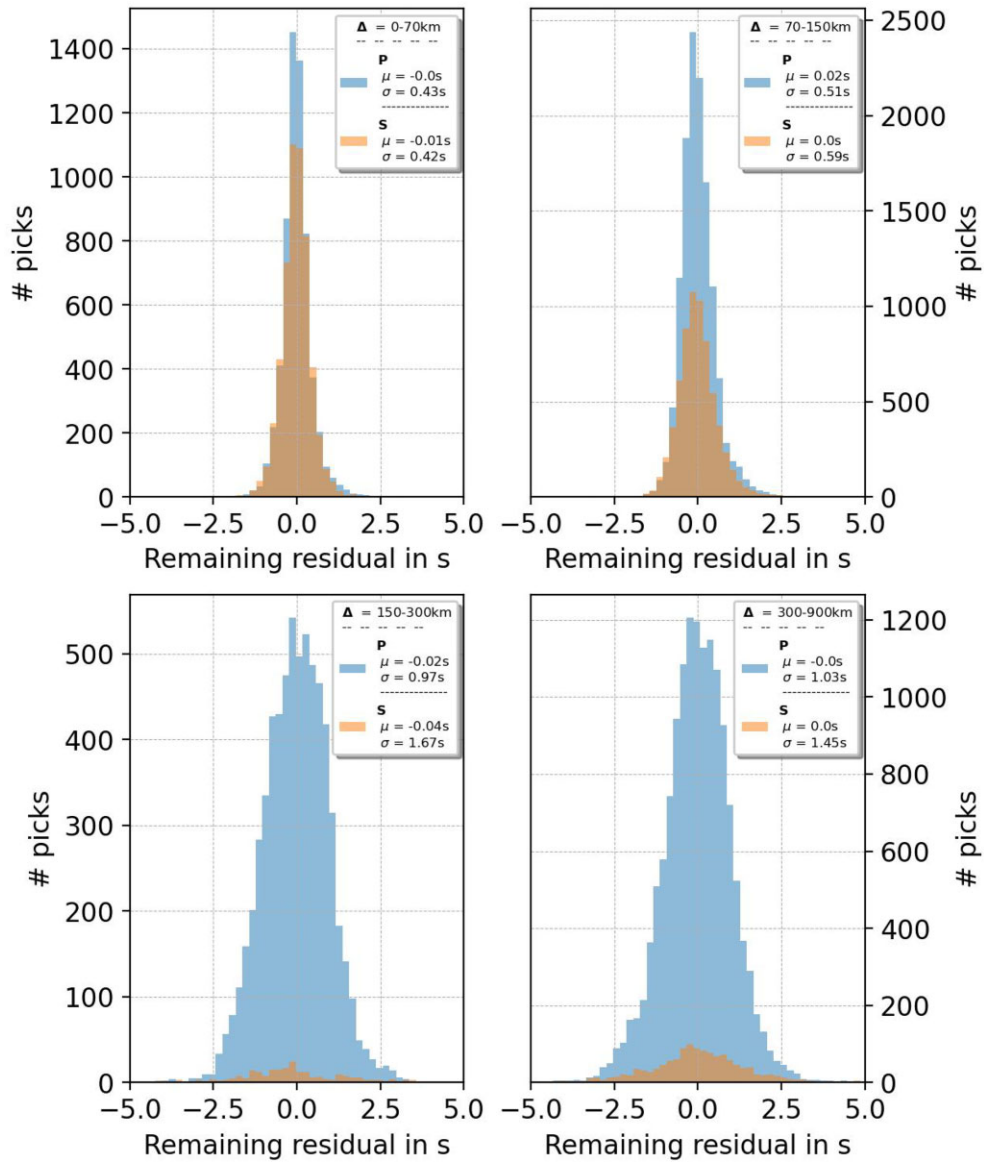 1400
1200
1000
800
600
400
200
0
# picks
−5.0 −2.5 0.0 2.5 5.0
Remaining residual in s
Δ = 0-70km
-- -- -- -- --
P
μ = -0.0s
σ = 0.43s
--------------
S
μ = -0.01s
σ = 0.42s
2500
2000
1500
1000
500
0
# picks
−5.0 −2.5 0.0 2.5 5.0
Remaining residual in s
Δ = 70-150km
-- -- -- -- --
P
μ = 0.02s
σ = 0.51s
--------------
S
μ = 0.0s
σ = 0.59s
500
400
300
200
100
0
# picks
−5.0 −2.5 0.0 2.5 5.0
Remaining residual in s
Δ = 150-300km
-- -- -- -- --
P
μ = -0.02s
σ = 0.97s
--------------
S
μ = -0.04s
σ = 1.67s
1200
1000
800
600
400
200
0
# picks
−5.0 −2.5 0.0 2.5 5.0
Remaining residual in s
Δ = 300-900km
-- -- -- -- --
P
μ = -0.0s
σ = 1.03s
--------------
S
μ = 0.0s
σ = 1.45s